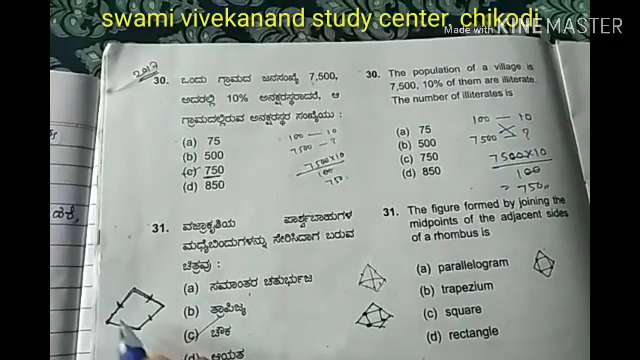 swami vivekanand study center, chikodi
Made with KINEMASTER
2017
30. ಒಂದು ಗ್ರಾಮದ ಜನಸಂಖ್ಯೆ 7,500,
ಅದರಲ್ಲಿ 10% ಅನಕ್ಷರಸ್ಥರಾದರೆ, ಆ
ಗ್ರಾಮದಲ್ಲಿರುವ ಅನಕ್ಷರಸ್ಥರ ಸಂಖ್ಯೆಯು :
(a) 75
(b) 500
(c) 750
(d) 850
100 — 10
7500 — ?
7500×10
100
750.
31. ವಜ್ರಾಕೃತಿಯ ಪಾರ್ಶ್ವಬಾಹುಗಳ
ಮಧ್ಯಬಿಂದುಗಳನ್ನು ಸೇರಿಸಿದಾಗ ಬರುವ
ಚಿತ್ರವು :
(a) ಸಮಾಂತರ ಚತುರ್ಭುಜ
(b) ತ್ರಾಪಿಜ್ಯ
(c) ಚೌಕ
(d) ಆಯತ
30. The population of a village is
7,500, 10% of them are illiterate.
The number of illiterates is
(a) 75
(b) 500
(c) 750
(d) 850
100 — 10
7500 ?
7500×10
100
= 750
31. The figure formed by joining the
midpoints of the adjacent sides
of a rhombus is
(a) parallelogram
(b) trapezium
(c) square
(d) rectangle